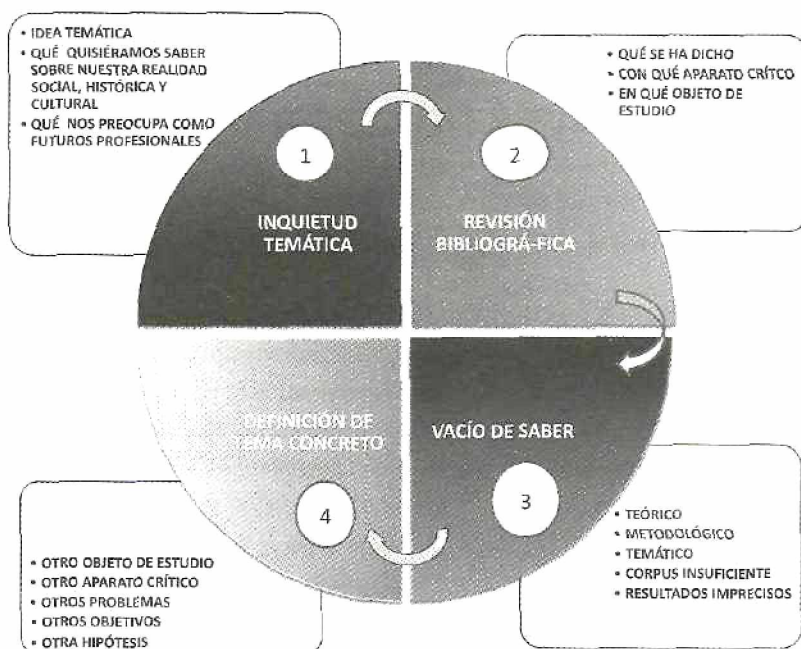 • IDEA TEMÁTICA
• QUÉ QUISIÉRAMOS SABER
SOBRE NUESTRA REALIDAD
SOCIAL, HISTÓRICA Y
CULTURAL
• QUÉ NOS PREOCUPA COMO
FUTUROS PROFESIONALES
1
INQUIETUD
TEMÁTICA
• QUÉ SE HA DICHO
• CON QUÉ APARATO CRÍTCO
• EN QUÉ OBJETO DE
ESTUDIO
2
REVISIÓN
BIBLIOGRÁ-FICA
VACÍO DE SABER
3
• TEÓRICO
• METODOLÓGICO
• TEMÁTICO
• CORPUS INSUFICIENTE
• RESULTADOS IMPRECISOS
DEFINICIÓN DE
TEMA CONCRETO
4
• OTRO OBJETO DE ESTUDIO
• OTRO APARATO CRÍTICO
• OTROS PROBLEMAS
• OTROS OBJETIVOS
• OTRA HIPÓTESIS